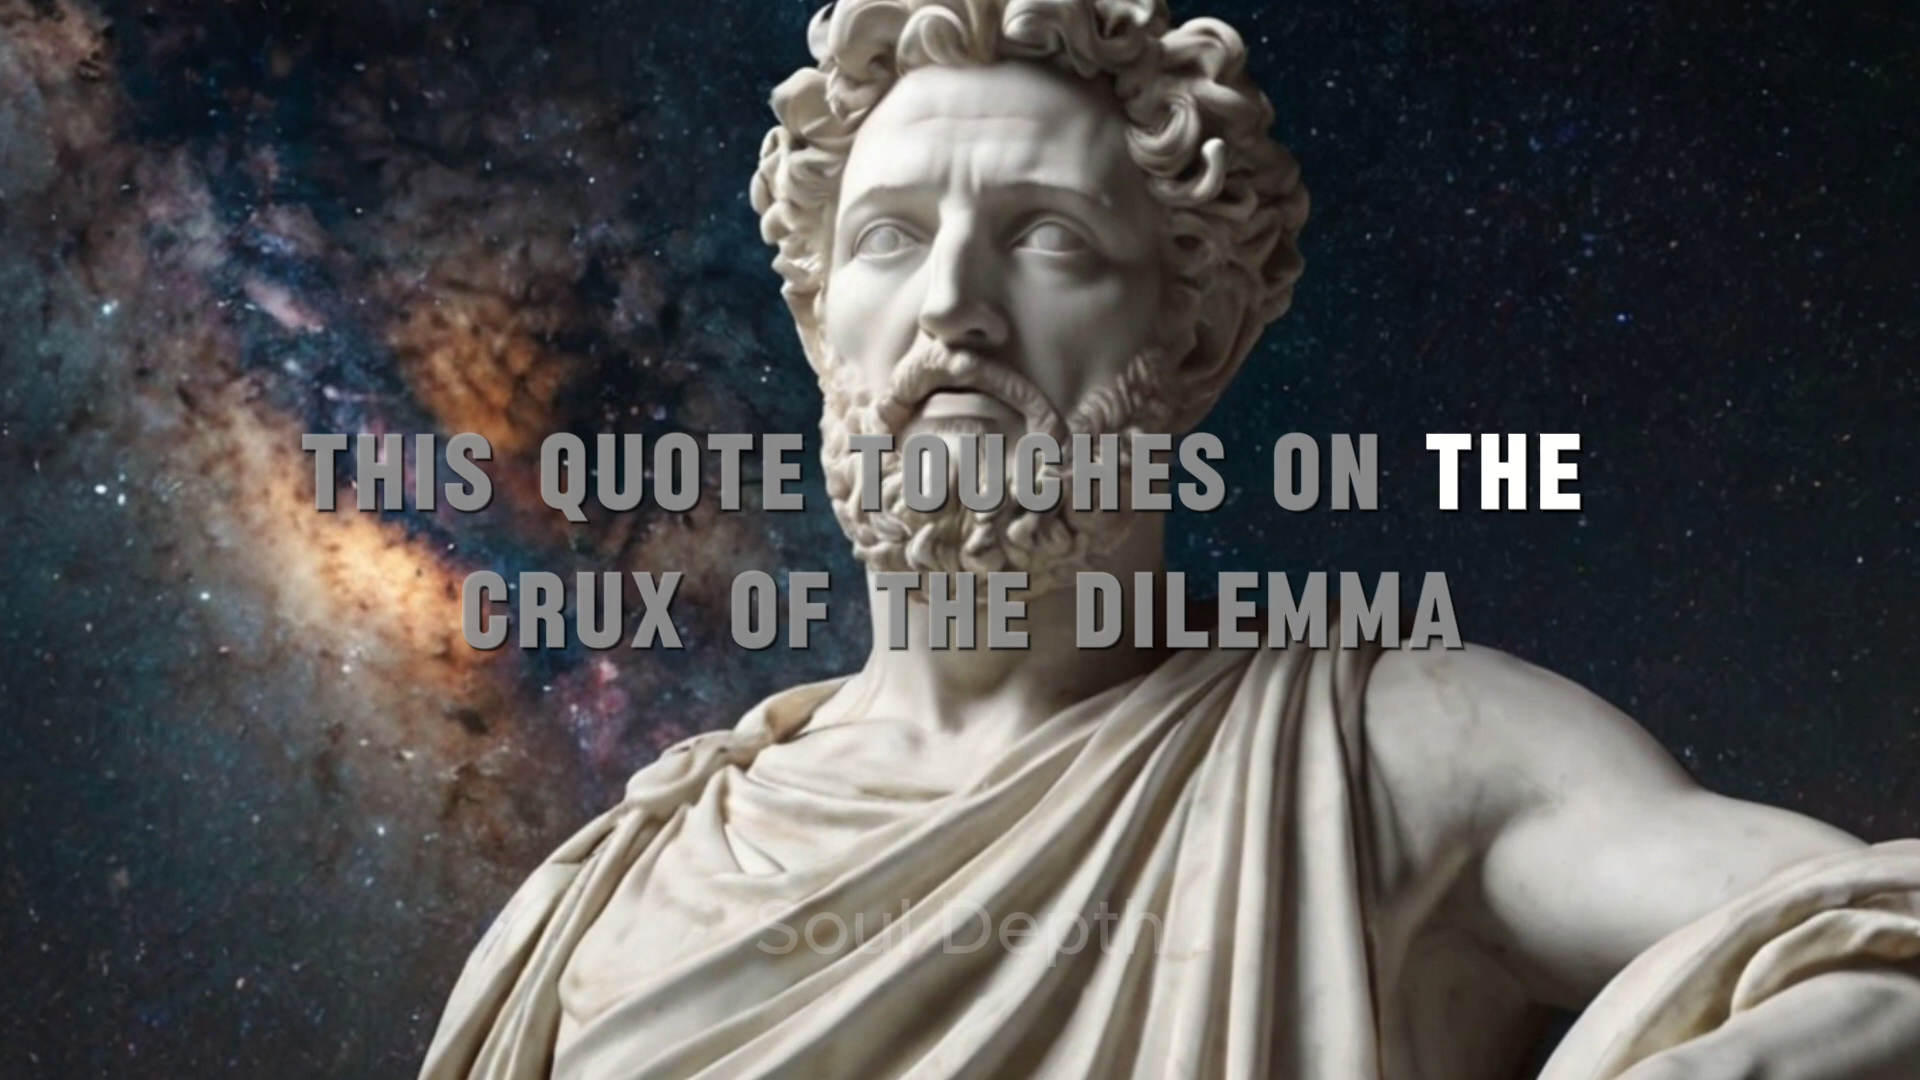 THIS QUOTE TOUCHES ON THE
CRUX OF THE DILEMMA
Soul Depth